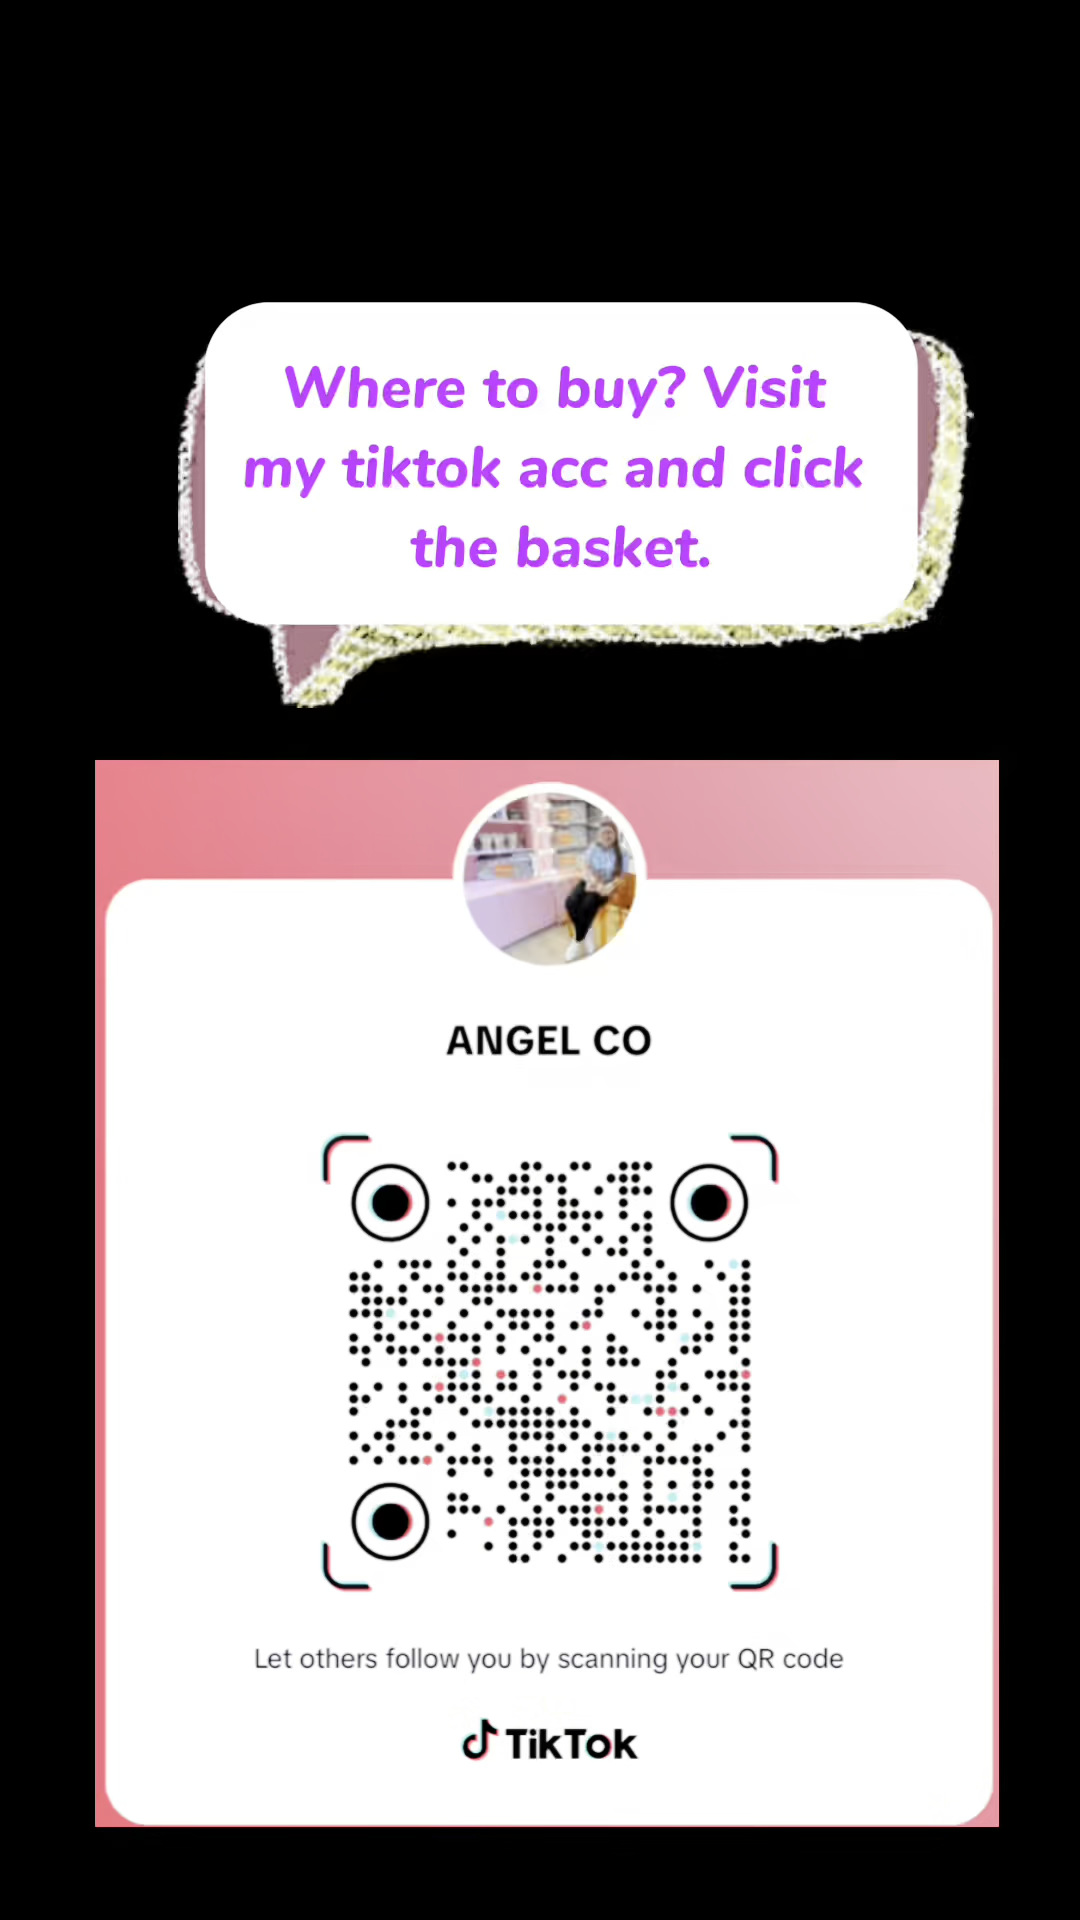 Where to buy? Visit
my tiktok acc and click
the basket.
ANGEL CO
Let others follow you by scanning your QR code
TikTok